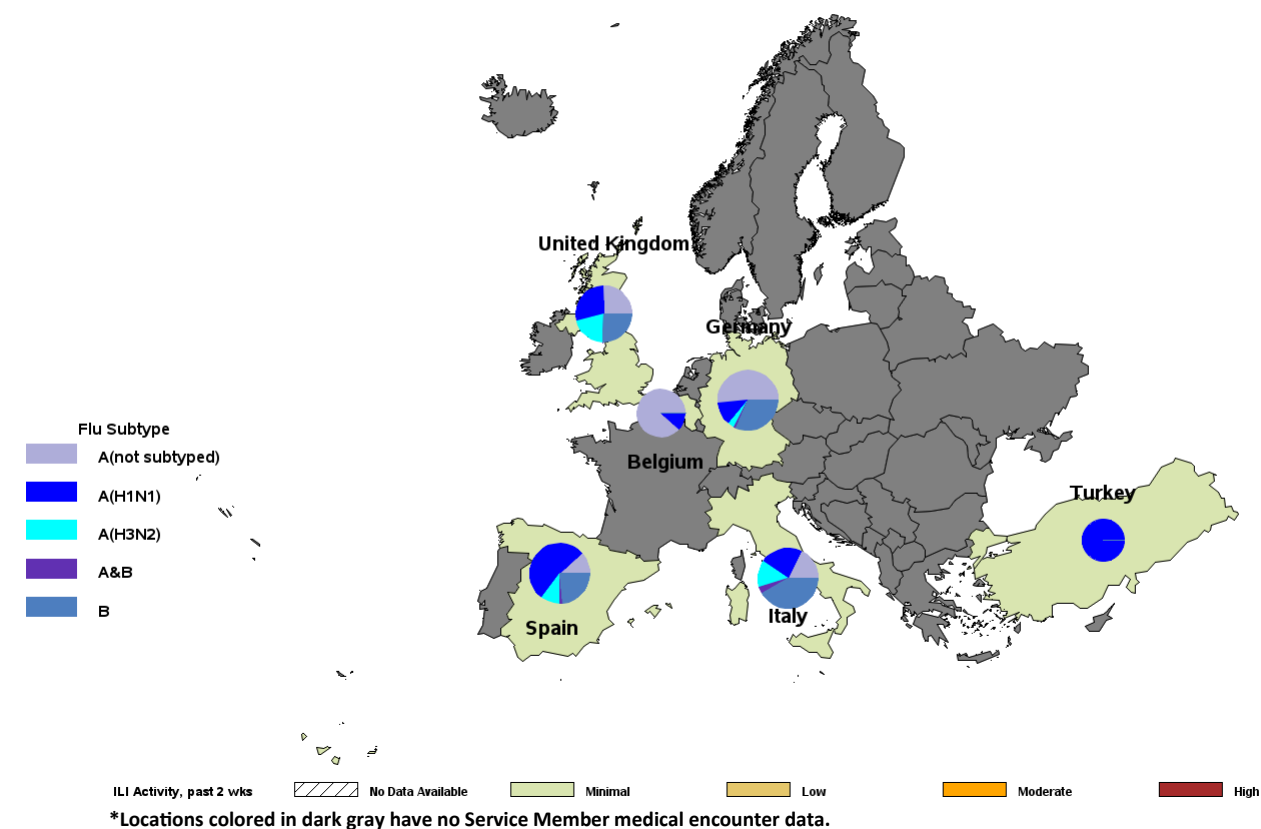 United Kingdom
Germany
Belgium
Turkey
Spain
Italy
Flu Subtype
A(not subtyped)
A(H1N1)
A(H3N2)
A&B
B
ILI Activity, past 2 wks No Data Available Minimal Low Moderate High
*Locations colored in dark gray have no Service Member medical encounter data.